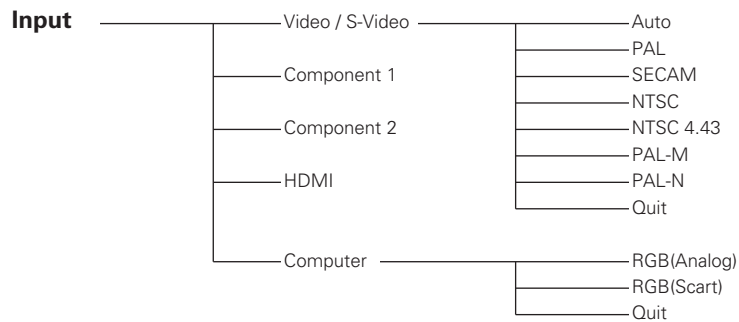 Input
Video / S-Video
Auto
PAL
Component 1
SECAM
NTSC
Component 2
NTSC 4.43
PAL-M
HDMI
PAL-N
Quit
Computer
RGB(Analog)
RGB(Scart)
Quit